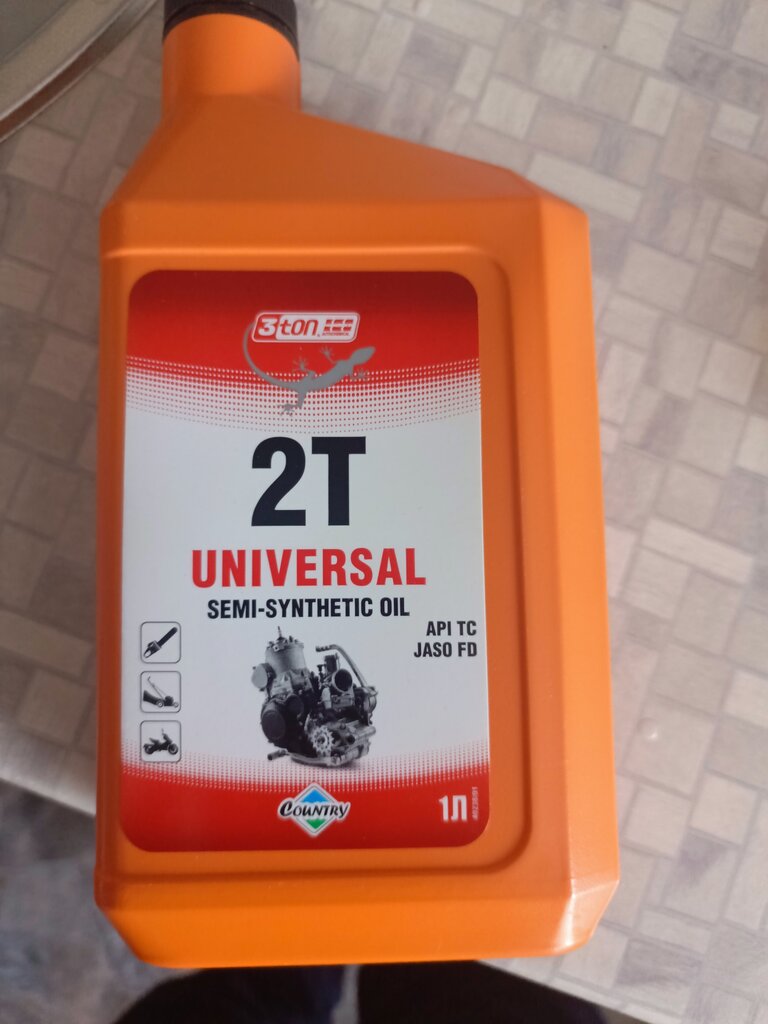 3ton
2T
UNIVERSAL
SEMI-SYNTHETIC OIL
API TC
JASO FD
COUNTRY
1Л